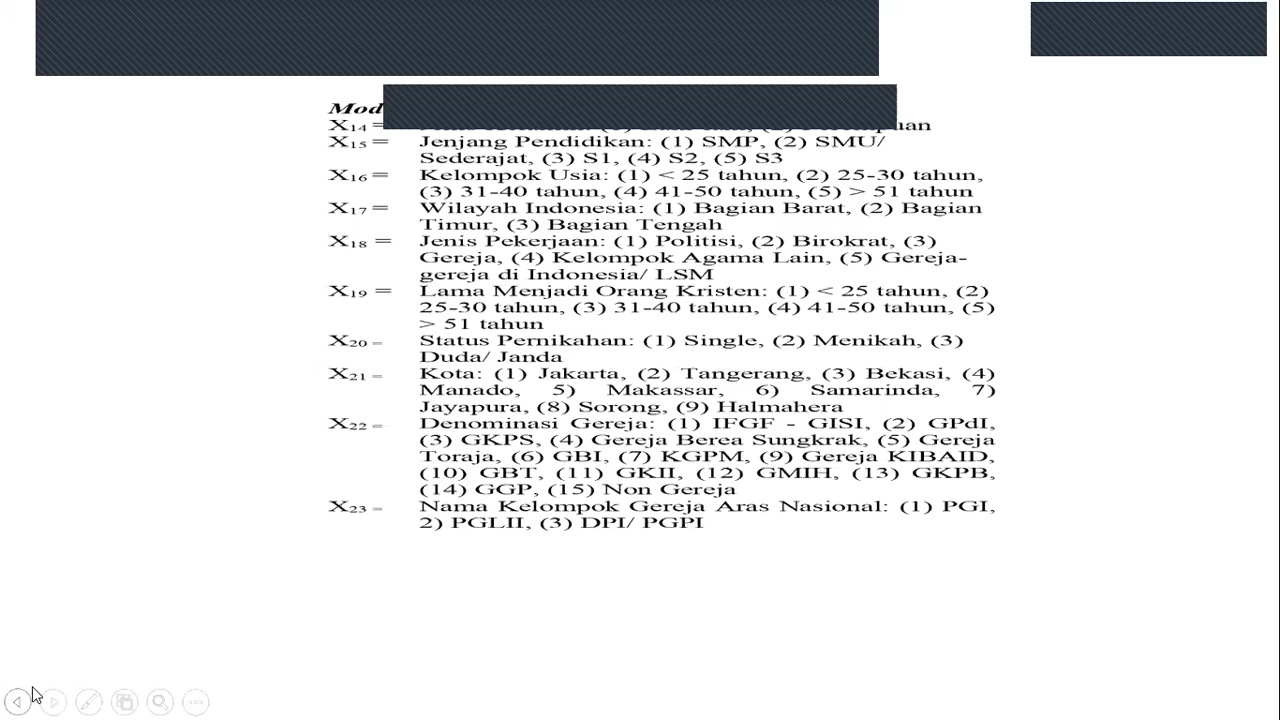 X₁₄ =
X₁₅ = Jenjang Pendidikan: (1) SMP, (2) SMU/
Sederajat, (3) S1, (4) S2, (5) S3
X₁₆ = Kelompok Usia: (1) < 25 tahun, (2) 25-30 tahun,
(3) 31-40 tahun, (4) 41-50 tahun, (5) > 51 tahun
X₁₇ = Wilayah Indonesia: (1) Bagian Barat, (2) Bagian
Timur, (3) Bagian Tengah
X₁₈ = Jenis Pekerjaan: (1) Politisi, (2) Birokrat, (3)
Gereja, (4) Kelompok Agama Lain, (5) Gereja-
gereja di Indonesia/ LSM
X₁₉ = Lama Menjadi Orang Kristen: (1) < 25 tahun, (2)
25-30 tahun, (3) 31-40 tahun, (4) 41-50 tahun, (5)
> 51 tahun
X₂₀ = Status Pernikahan: (1) Single, (2) Menikah, (3)
Duda/ Janda
X₂₁ = Kota: (1) Jakarta, (2) Tangerang, (3) Bekasi, (4)
Manado, 5) Makassar, 6) Samarinda, 7)
Jayapura, (8) Sorong, (9) Halmahera
X₂₂ = Denominasi Gereja: (1) IFGF - GISI, (2) GPdI,
(3) GKPS, (4) Gereja Berea Sungkrak, (5) Gereja
Toraja, (6) GBI, (7) KGPM, (9) Gereja KIBAID,
(10) GBT, (11) GKII, (12) GMIH, (13) GKPB,
(14) GGP, (15) Non Gereja
X₂₃ = Nama Kelompok Gereja Aras Nasional: (1) PGI,
2) PGLII, (3) DPI/ PGPI